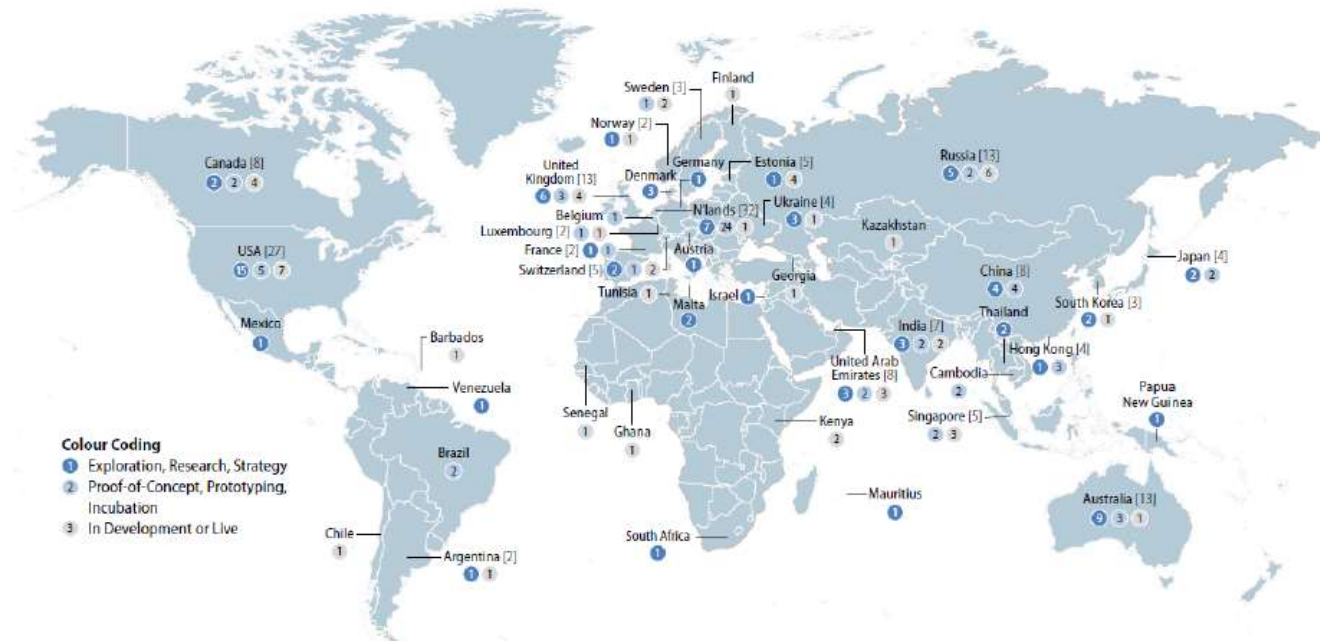 Finland
1
Sweden [3]
1 2
Norway [2]
1 1
Germany
1
Estonia [5]
1 4
Russia [13]
5 2 6
Canada [8]
2 2 4
United
Kingdom [13]
6 3 4
Denmark
3
Belgium 1
N'lands [32]
7 24 1
Ukraine [4]
3 1
Kazakhstan
1
Luxembourg [2] 1 1
France [2] 1 1
Austria
1
Switzerland [5] 2 1 2
Georgia
1
USA [27]
15 5 7
Japan [4]
2 2
China [8]
4 4
South Korea [3]
2 1
Tunisia 1
Malta
2
Israel 1
Mexico
1
Barbados
1
India [7]
3 2 2
Thailand
2
Hong Kong [4]
1 3
United Arab
Emirates [8]
3 2 3
Cambodia
2
Venezuela
1
Senegal
1
Ghana
1
Kenya
2
Singapore [5]
2 3
Papua
New Guinea
1
Brazil
2
Mauritius
1
Australia [13]
9 3 1
Chile
1
Argentina [2]
1 1
South Africa
1
Colour Coding
1 Exploration, Research, Strategy
2 Proof-of-Concept, Prototyping,
Incubation
3 In Development or Live